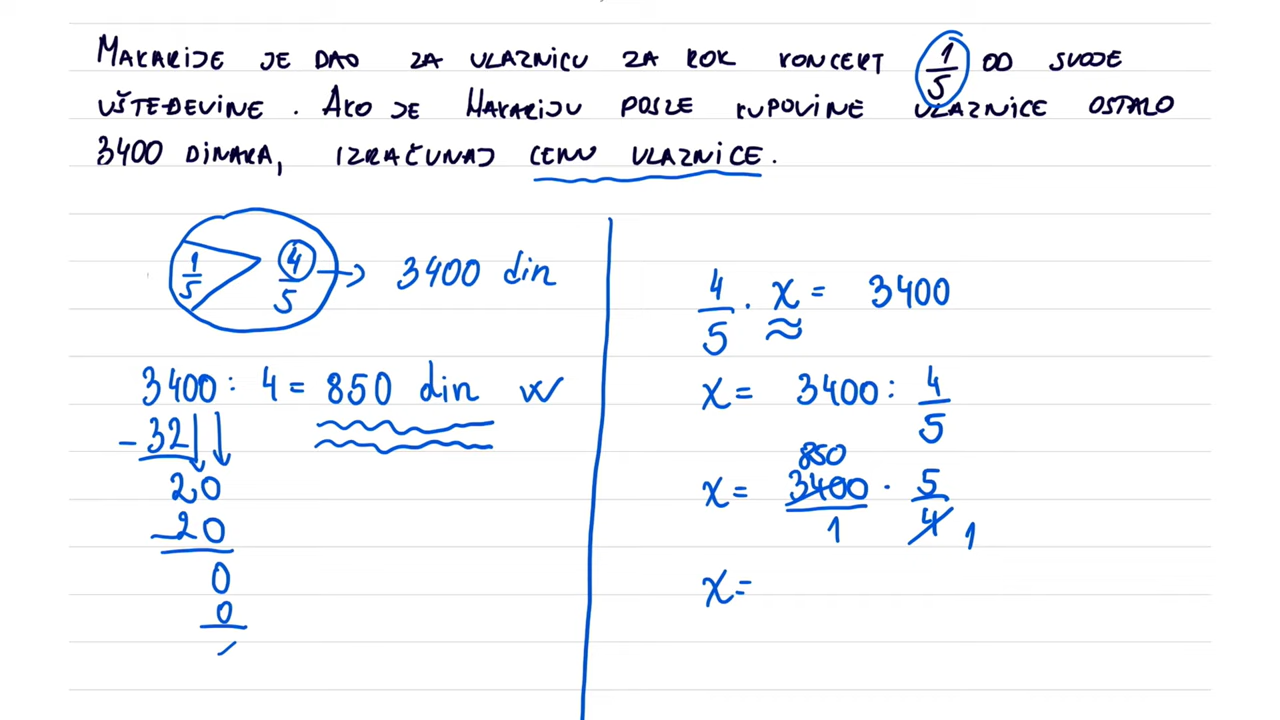 MAKARIJE JE DAO ZA ULAZNICU ZA ROK KONCERT 1/5 OD SVOJE
UŠTEĐEVINE. AKO JE MAKARIJU POSLE KUPOVINE ULAZNICE OSTALO
3400 DINARA, IZRAČUNAJ CENU ULAZNICE.
1/5 4/5 → 3400 din
3400 : 4 = 850 din
- 32
20
- 20
0
0
4/5 · x = 3400
x = 3400 : 4/5
850
x = 3400/1 · 5/4 1
x =